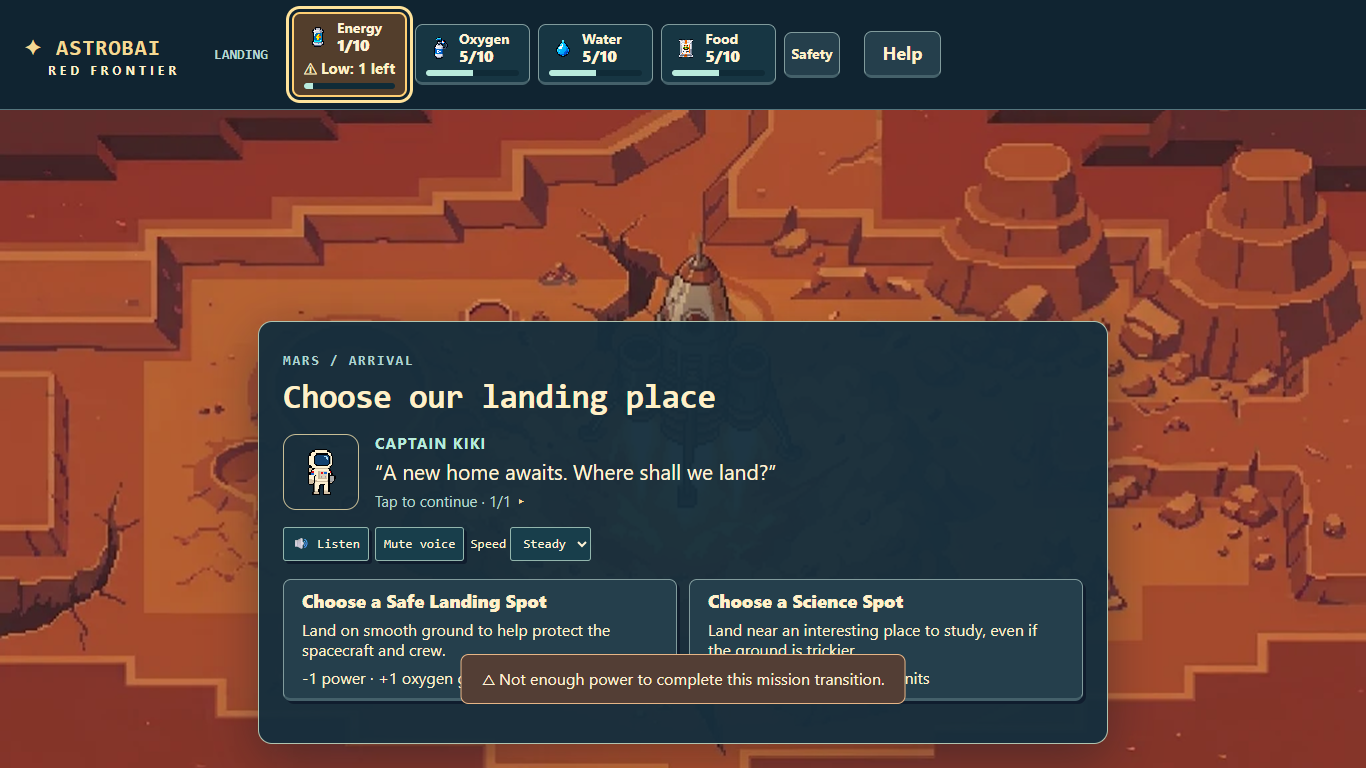 ASTROBAI
RED FRONTIER
LANDING
Energy
1/10
⚠ Low: 1 left
Oxygen
5/10
Water
5/10
Food
5/10
Safety
Help
MARS / ARRIVAL
Choose our landing place
CAPTAIN KIKI
“A new home awaits. Where shall we land?”
Tap to continue · 1/1 ▸
Listen
Mute voice
Speed
Steady
Choose a Safe Landing Spot
Land on smooth ground to help protect the
spacecraft and crew.
-1 power · +1 oxygen
Choose a Science Spot
Land near an interesting place to study, even if
the ground is trickier
⚠ Not enough power to complete this mission transition.